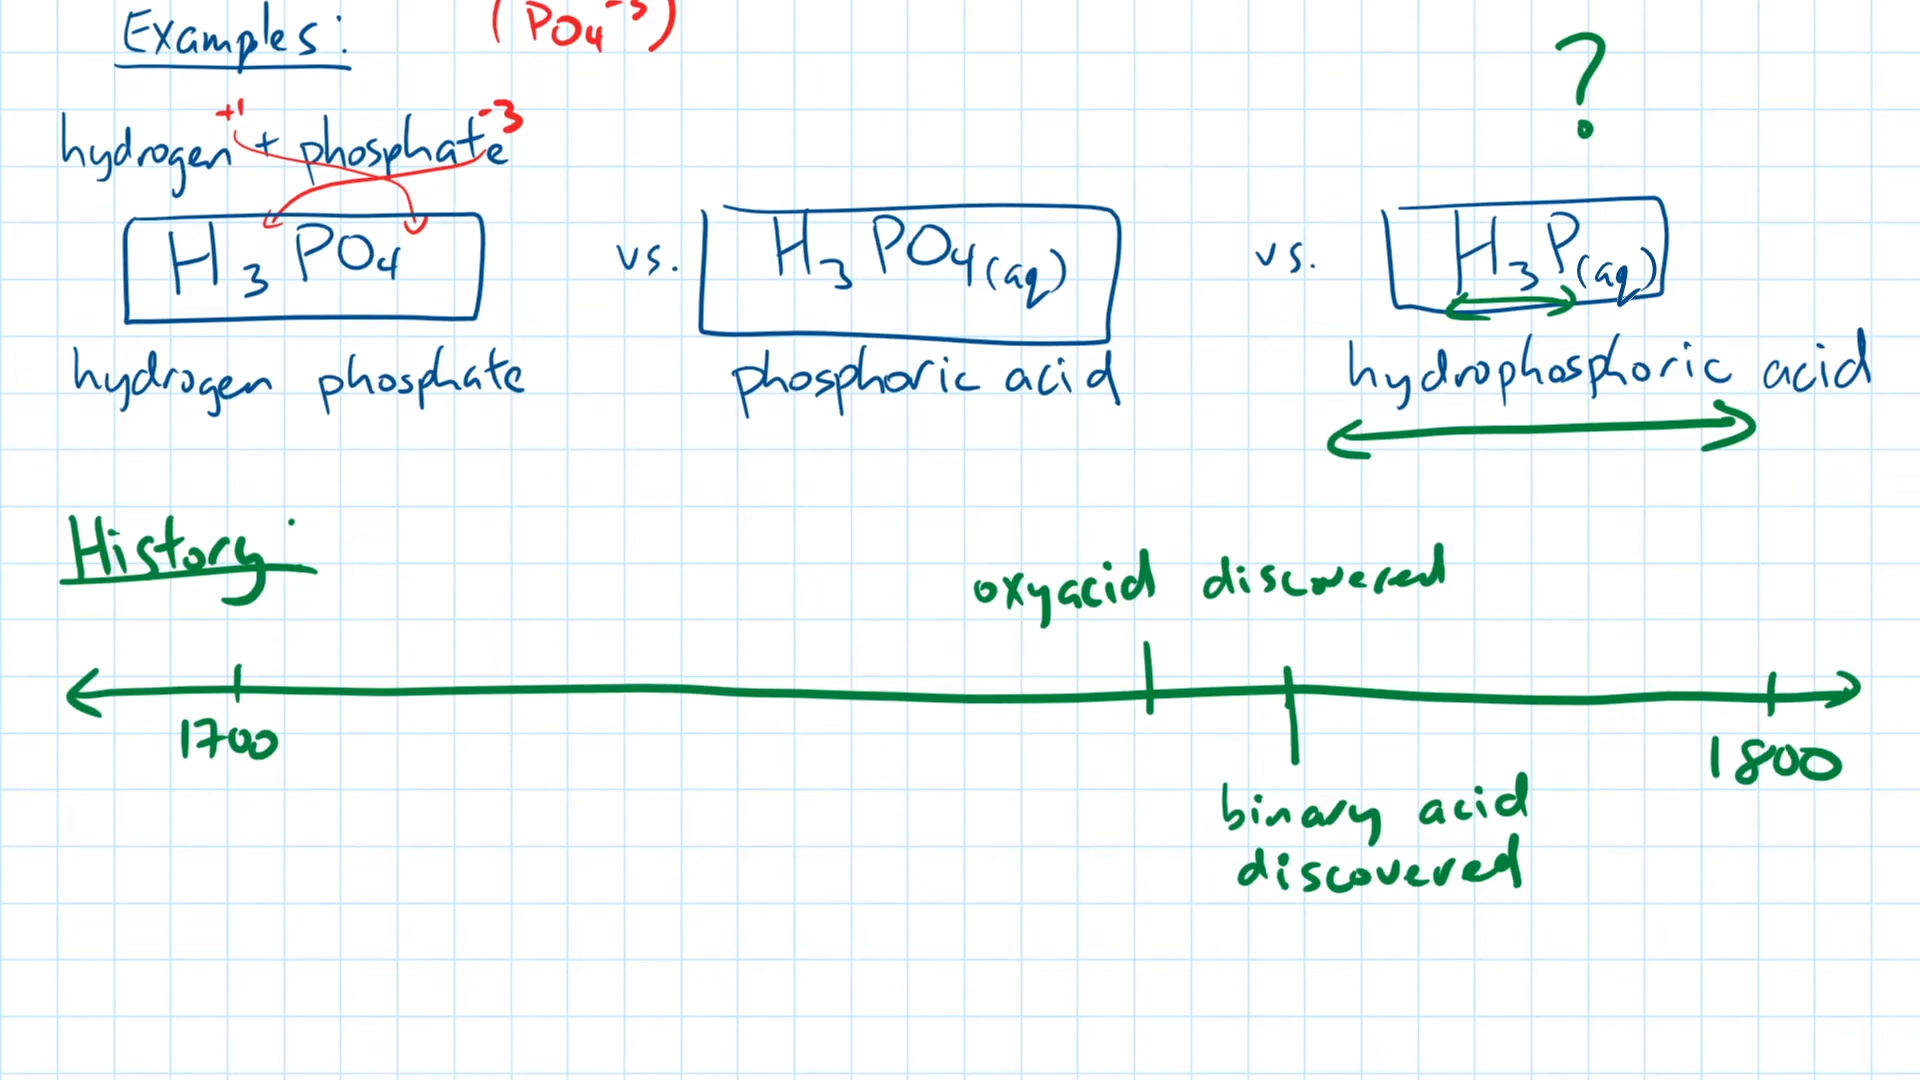 Examples:
(PO₄⁻³)
?
+1 -3
hydrogen + phosphate
H₃PO₄ vs. H₃PO₄(aq) vs. H₃P(aq)
hydrogen phosphate phosphoric acid hydrophosphoric acid
History:
oxyacid discovered
1700 1800
binary acid
discovered